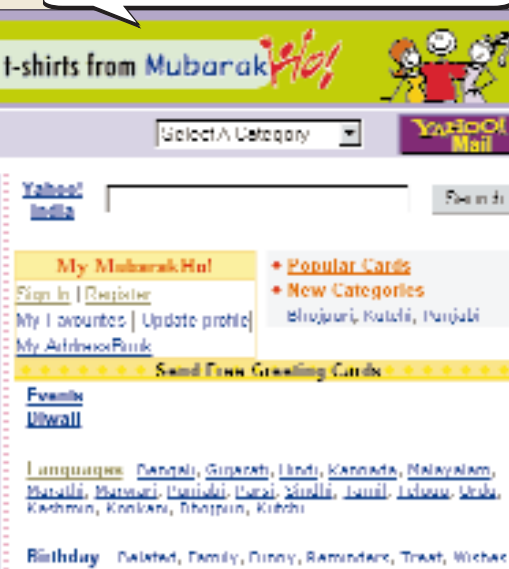 t-shirts from MubarakHo!
Select A Category
YAHOO!
Mail
Yahoo!
India
Search
My MubarakHo!
Sign In | Register
My Favourites | Update profile|
My AddressBook
Popular Cards
New Categories
Bhojpuri, Kutchi, Punjabi
Send Free Greeting Cards
Events
Diwali
Languages Bengali, Gujarati, Hindi, Kannada, Malayalam,
Marathi, Marwari, Punjabi, Parsi, Sindhi, Tamil, Telugu, Urdu,
Kashmiri, Konkani, Bhojpuri, Kutchi
Birthday Belated, Family, Funny, Reminders, Treat, Wishes